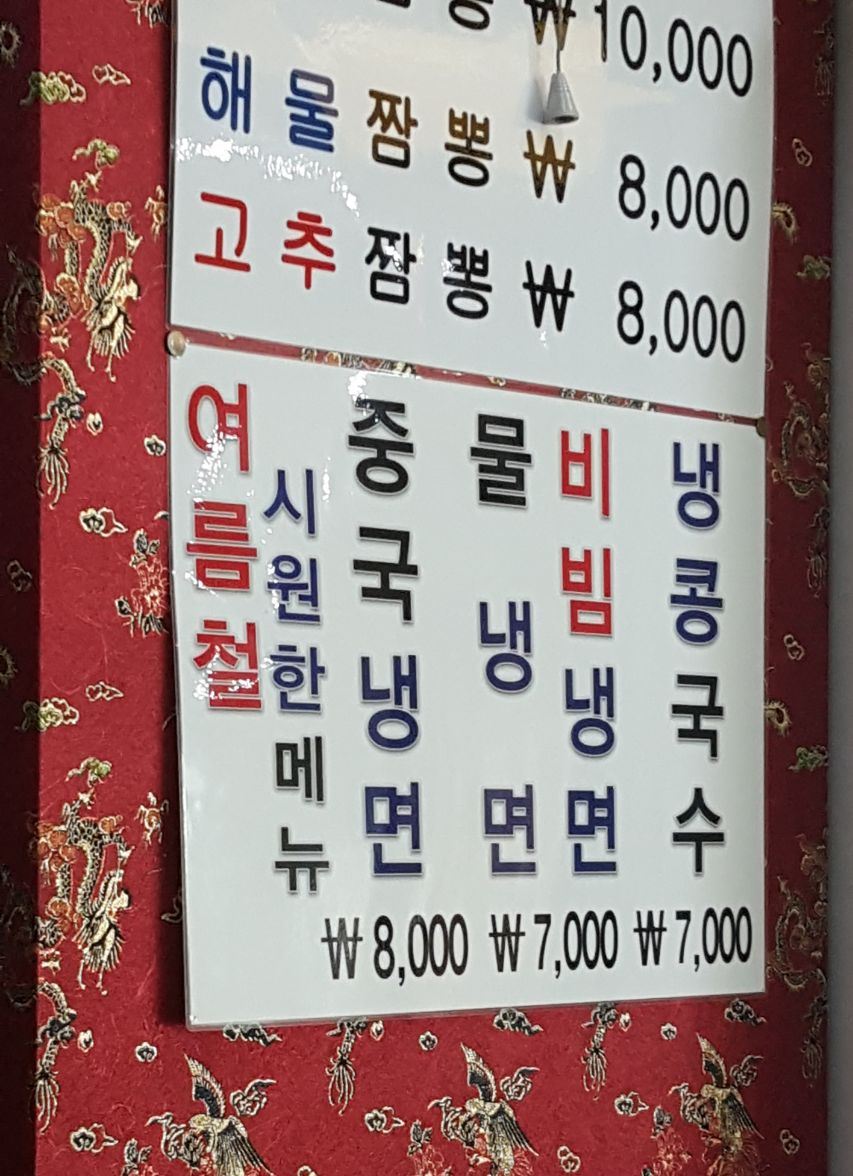 ₩10,000
해물짬뽕 ₩ 8,000
고추짬뽕 ₩ 8,000
여름철
시원한 메뉴
중국냉면
물냉면
비빔냉면
냉콩국수
₩8,000 ₩7,000 ₩7,000